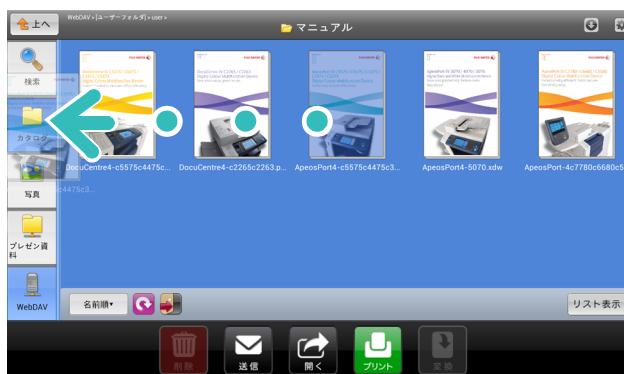 上へ
WebDAV > [ユーザーフォルダ] > user >
マニュアル
検索
カタログ
写真
プレゼン資
料
WebDAV
DocuCentre4-c5575c4475c...
DocuCentre4-c2265c2263.p...
ApeosPort4-c5575c4475c3...
ApeosPort4-5070.xdw
ApeosPort-4c7780c6680c5
c4475c3...
名前順
リスト表示
削除
送信
開く
プリント
変換